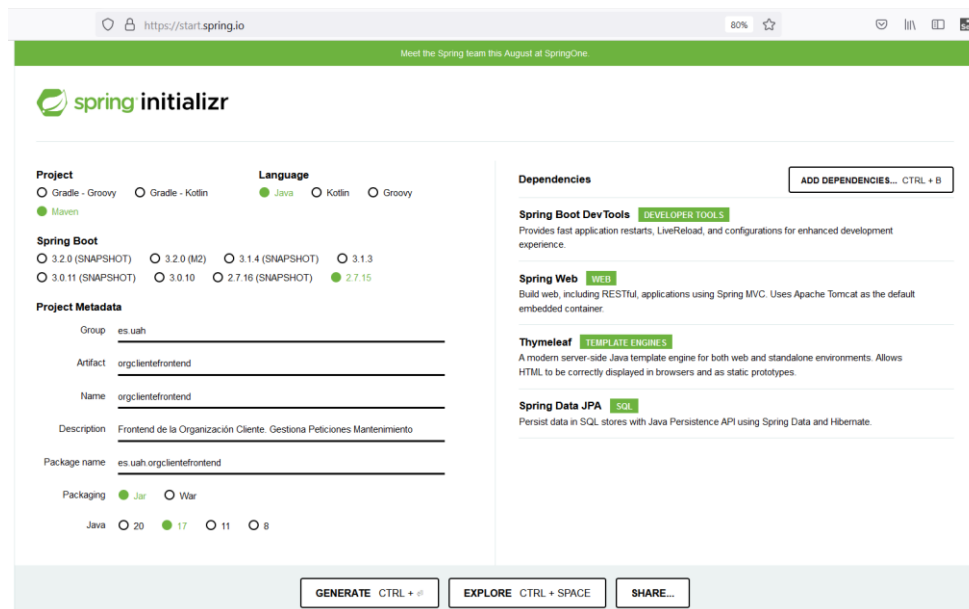 https://start.spring.io
80%
Meet the Spring team this August at SpringOne.
spring initializr
Project
Gradle - Groovy Gradle - Kotlin
Maven
Language
Java Kotlin Groovy
Spring Boot
3.2.0 (SNAPSHOT) 3.2.0 (M2) 3.1.4 (SNAPSHOT) 3.1.3
3.0.11 (SNAPSHOT) 3.0.10 2.7.16 (SNAPSHOT) 2.7.15
Project Metadata
Group es.uah
Artifact orgclientefrontend
Name orgclientefrontend
Description Frontend de la Organización Cliente. Gestiona Peticiones Mantenimiento
Package name es.uah.orgclientefrontend
Packaging Jar War
Java 20 17 11 8
Dependencies ADD DEPENDENCIES... CTRL + B
Spring Boot DevTools DEVELOPER TOOLS
Provides fast application restarts, LiveReload, and configurations for enhanced development
experience.
Spring Web WEB
Build web, including RESTful, applications using Spring MVC. Uses Apache Tomcat as the default
embedded container.
Thymeleaf TEMPLATE ENGINES
A modern server-side Java template engine for both web and standalone environments. Allows
HTML to be correctly displayed in browsers and as static prototypes.
Spring Data JPA SQL
Persist data in SQL stores with Java Persistence API using Spring Data and Hibernate.
GENERATE CTRL + ⏎ EXPLORE CTRL + SPACE SHARE...